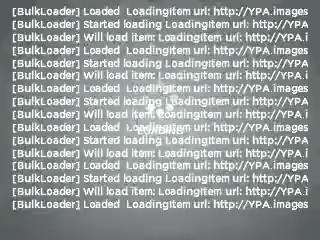 [BulkLoader] Loaded LoadingItem url: http://YPA.images
[BulkLoader] Started loading LoadingItem url: http://YPA
[BulkLoader] Will load item: LoadingItem url: http://YPA.i
[BulkLoader] Loaded LoadingItem url: http://YPA.images
[BulkLoader] Started loading LoadingItem url: http://YPA
[BulkLoader] Will load item: LoadingItem url: http://YPA.i
[BulkLoader] Loaded LoadingItem url: http://YPA.images
[BulkLoader] Started loading LoadingItem url: http://YPA
[BulkLoader] Will load item: LoadingItem url: http://YPA.i
[BulkLoader] Loaded LoadingItem url: http://YPA.images
LOADING
[BulkLoader] Started loading LoadingItem url: http://YPA
[BulkLoader] Will load item: LoadingItem url: http://YPA.i
[BulkLoader] Loaded LoadingItem url: http://YPA.images
[BulkLoader] Started loading LoadingItem url: http://YPA
[BulkLoader] Will load item: LoadingItem url: http://YPA.i
[BulkLoader] Loaded LoadingItem url: http://YPA.images